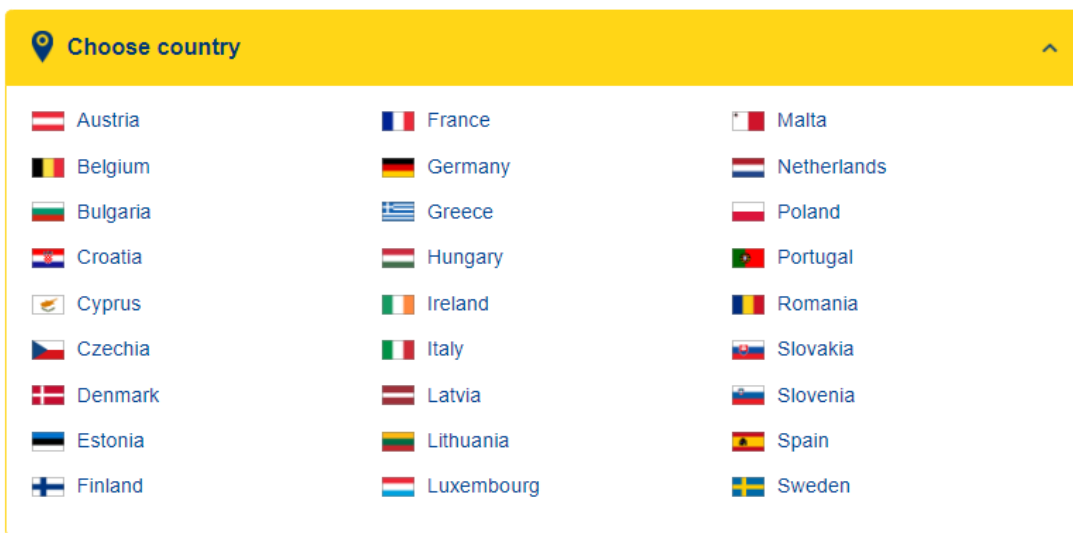 Choose country
Austria
Belgium
Bulgaria
Croatia
Cyprus
Czechia
Denmark
Estonia
Finland
France
Germany
Greece
Hungary
Ireland
Italy
Latvia
Lithuania
Luxembourg
Malta
Netherlands
Poland
Portugal
Romania
Slovakia
Slovenia
Spain
Sweden